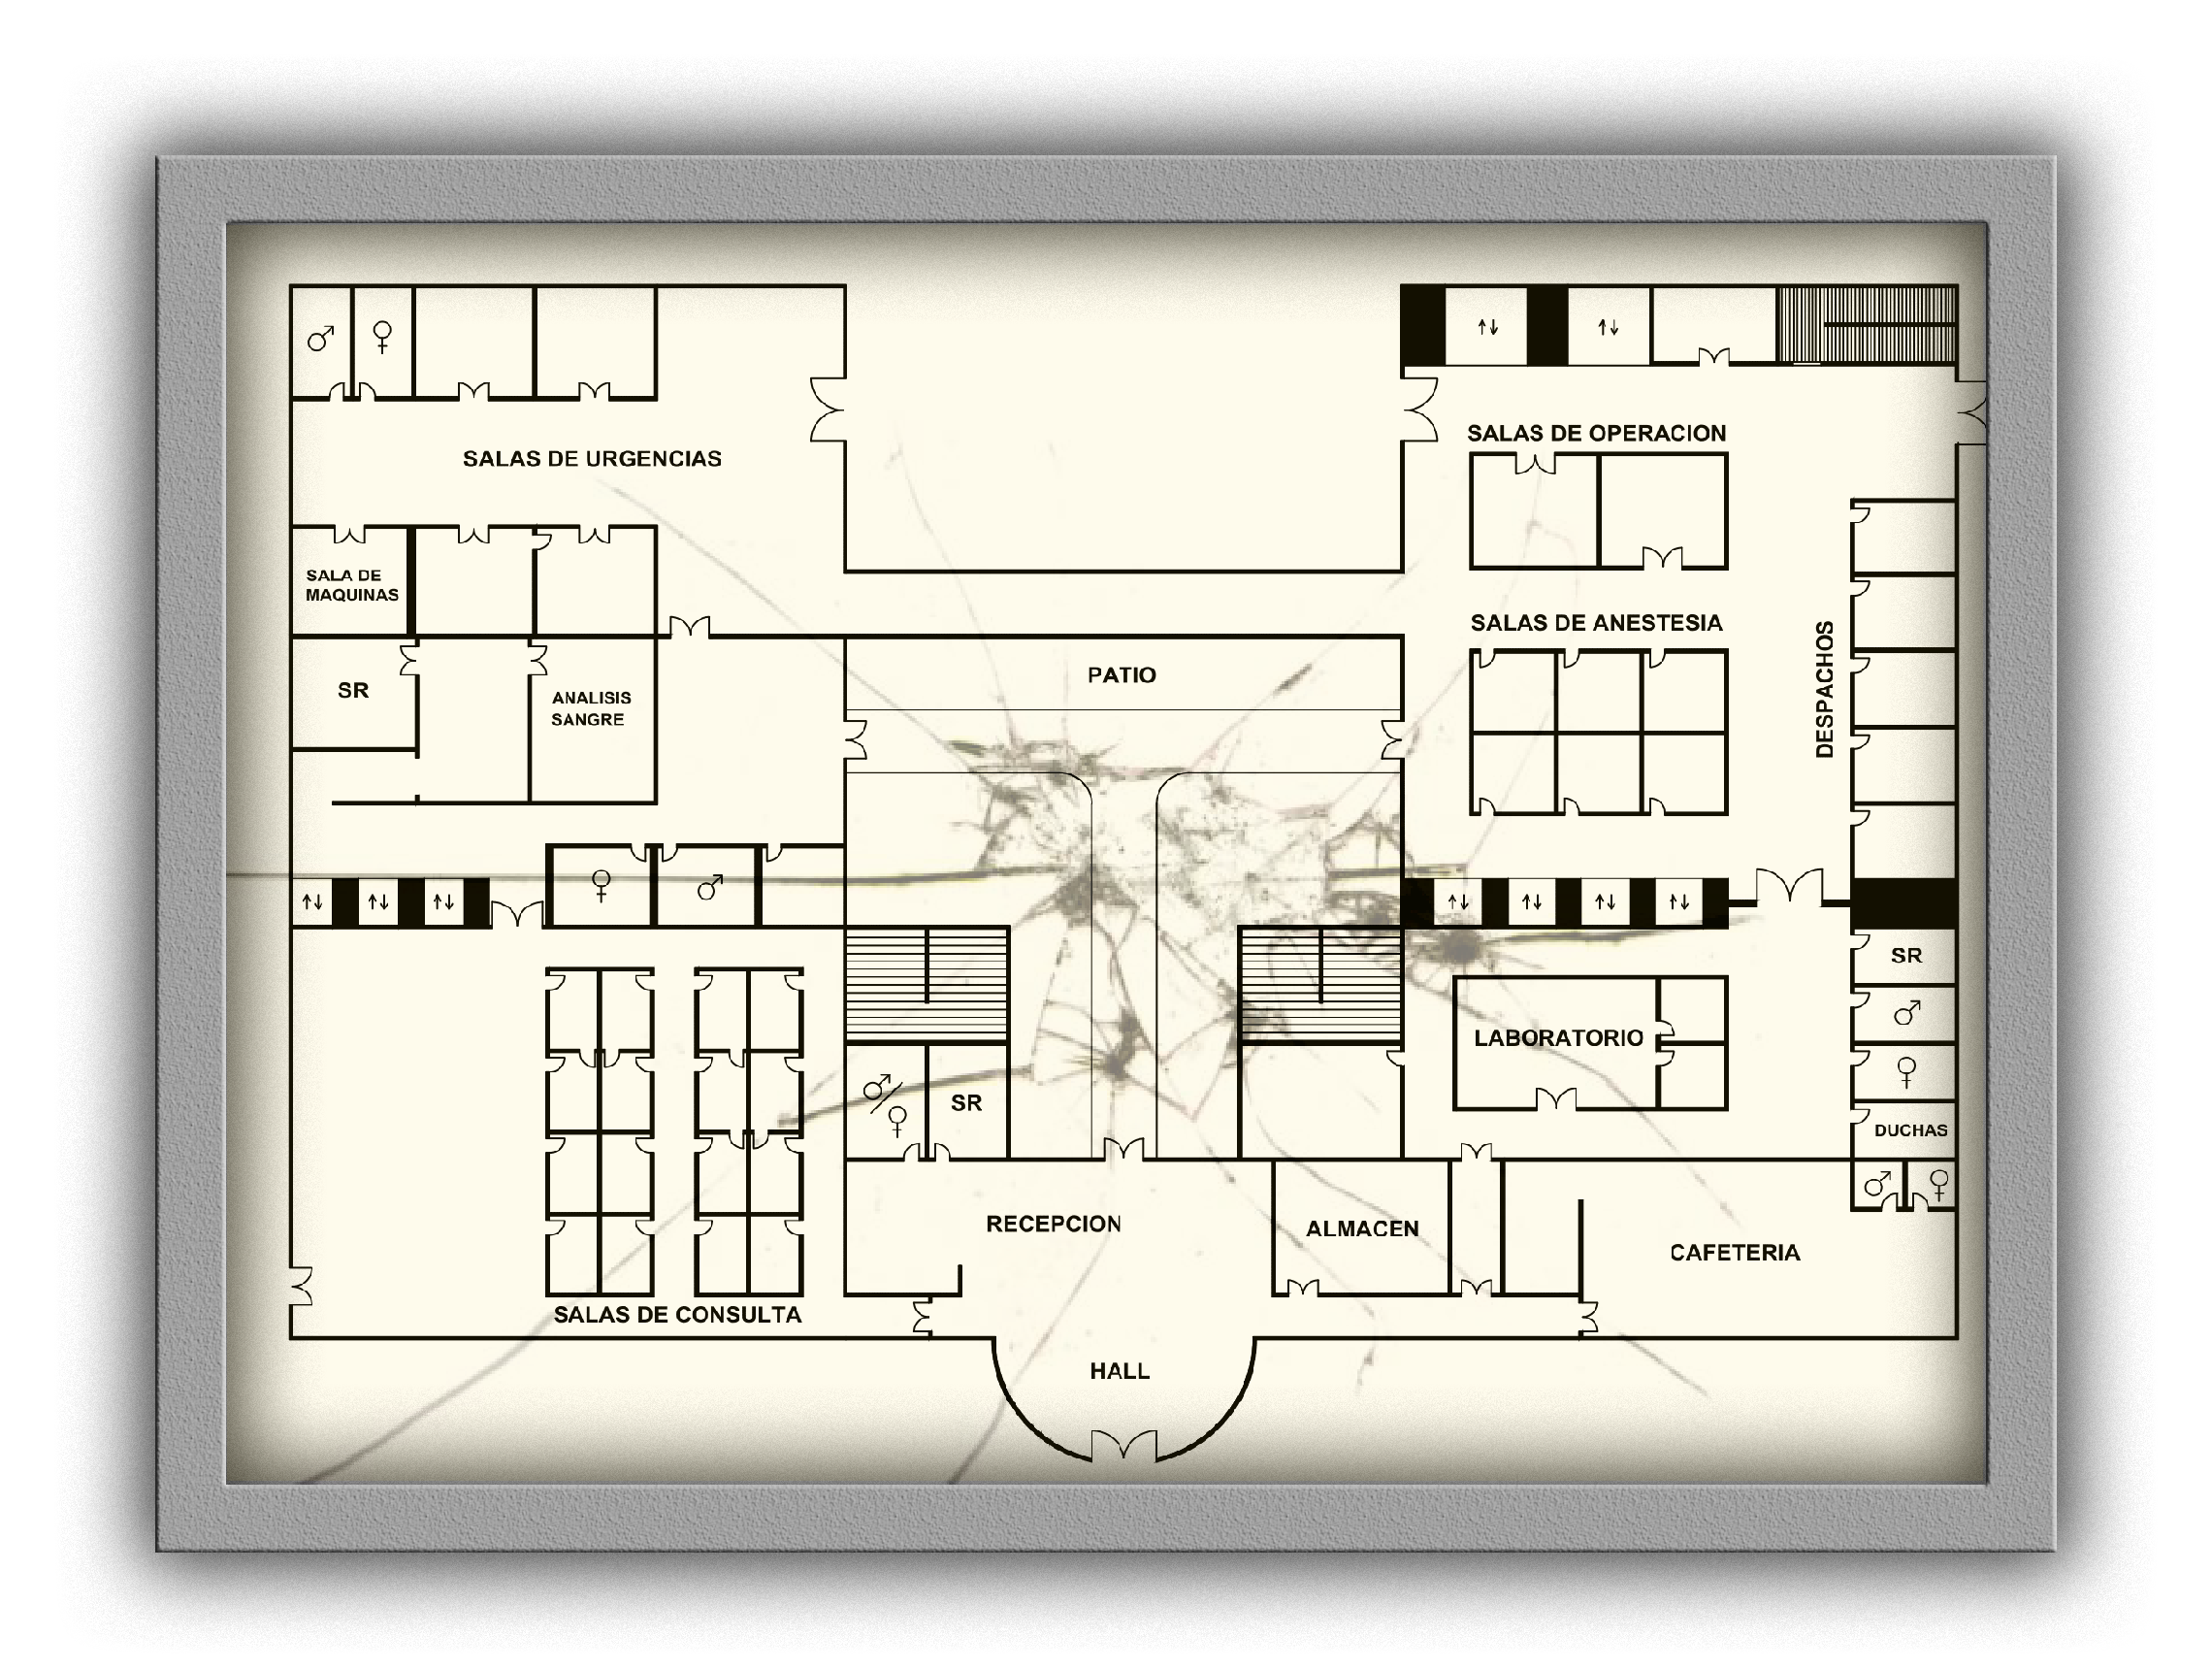 SALAS DE OPERACION
SALAS DE URGENCIAS
SALA DE
MAQUINAS
SALAS DE ANESTESIA
DESPACHOS
PATIO
SR
ANALISIS
SANGRE
SR
LABORATORIO
SR
DUCHAS
RECEPCION
ALMACEN
CAFETERIA
SALAS DE CONSULTA
HALL